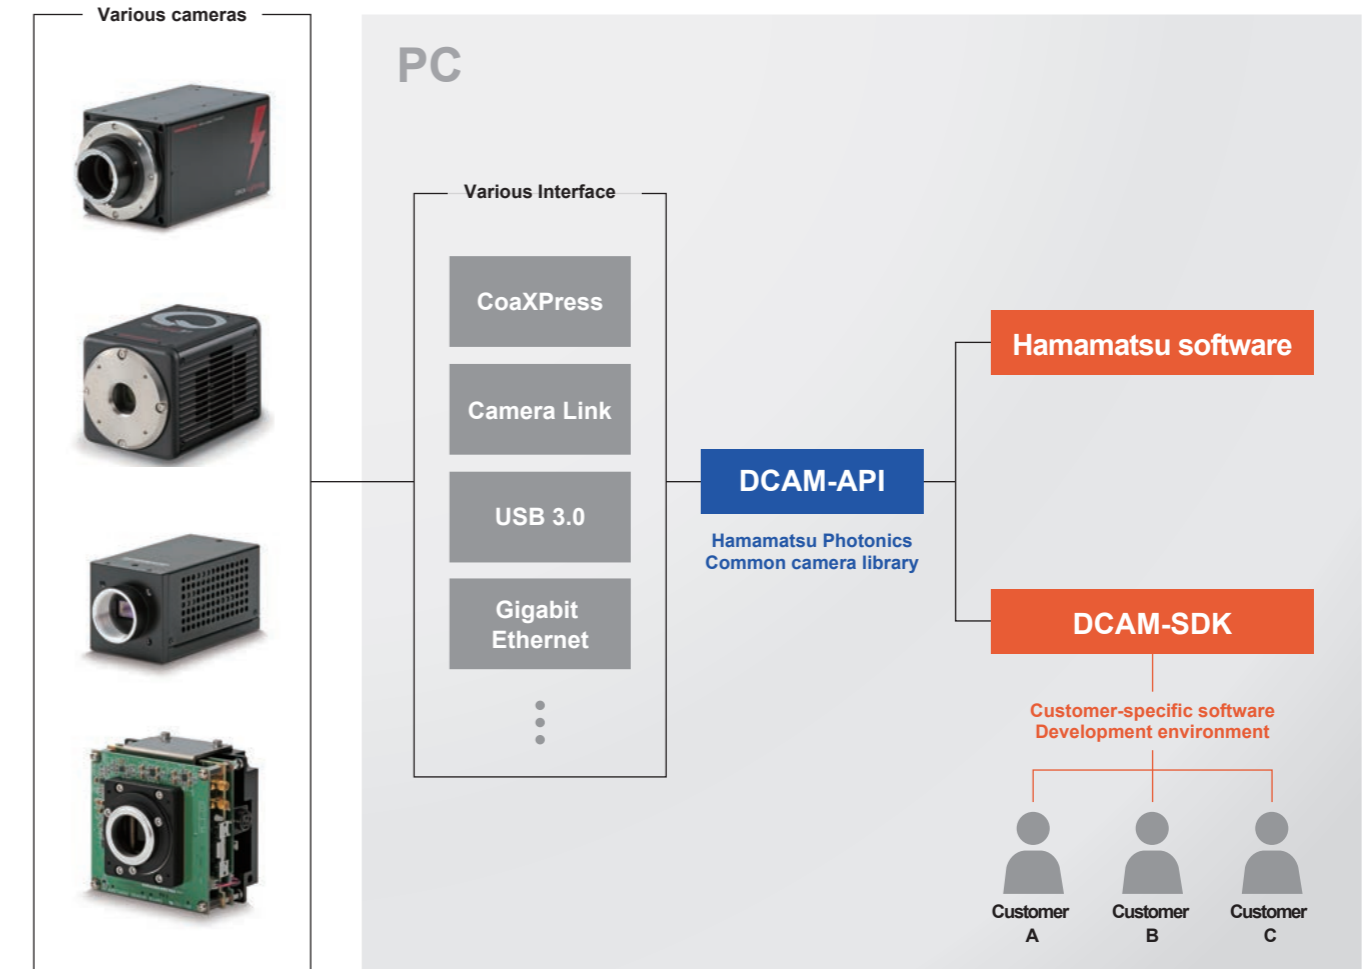 Various cameras
PC
Various Interface
CoaXPress
Camera Link
USB 3.0
Gigabit
Ethernet
DCAM-API
Hamamatsu Photonics
Common camera library
Hamamatsu software
DCAM-SDK
Customer-specific software
Development environment
Customer
A
Customer
B
Customer
C